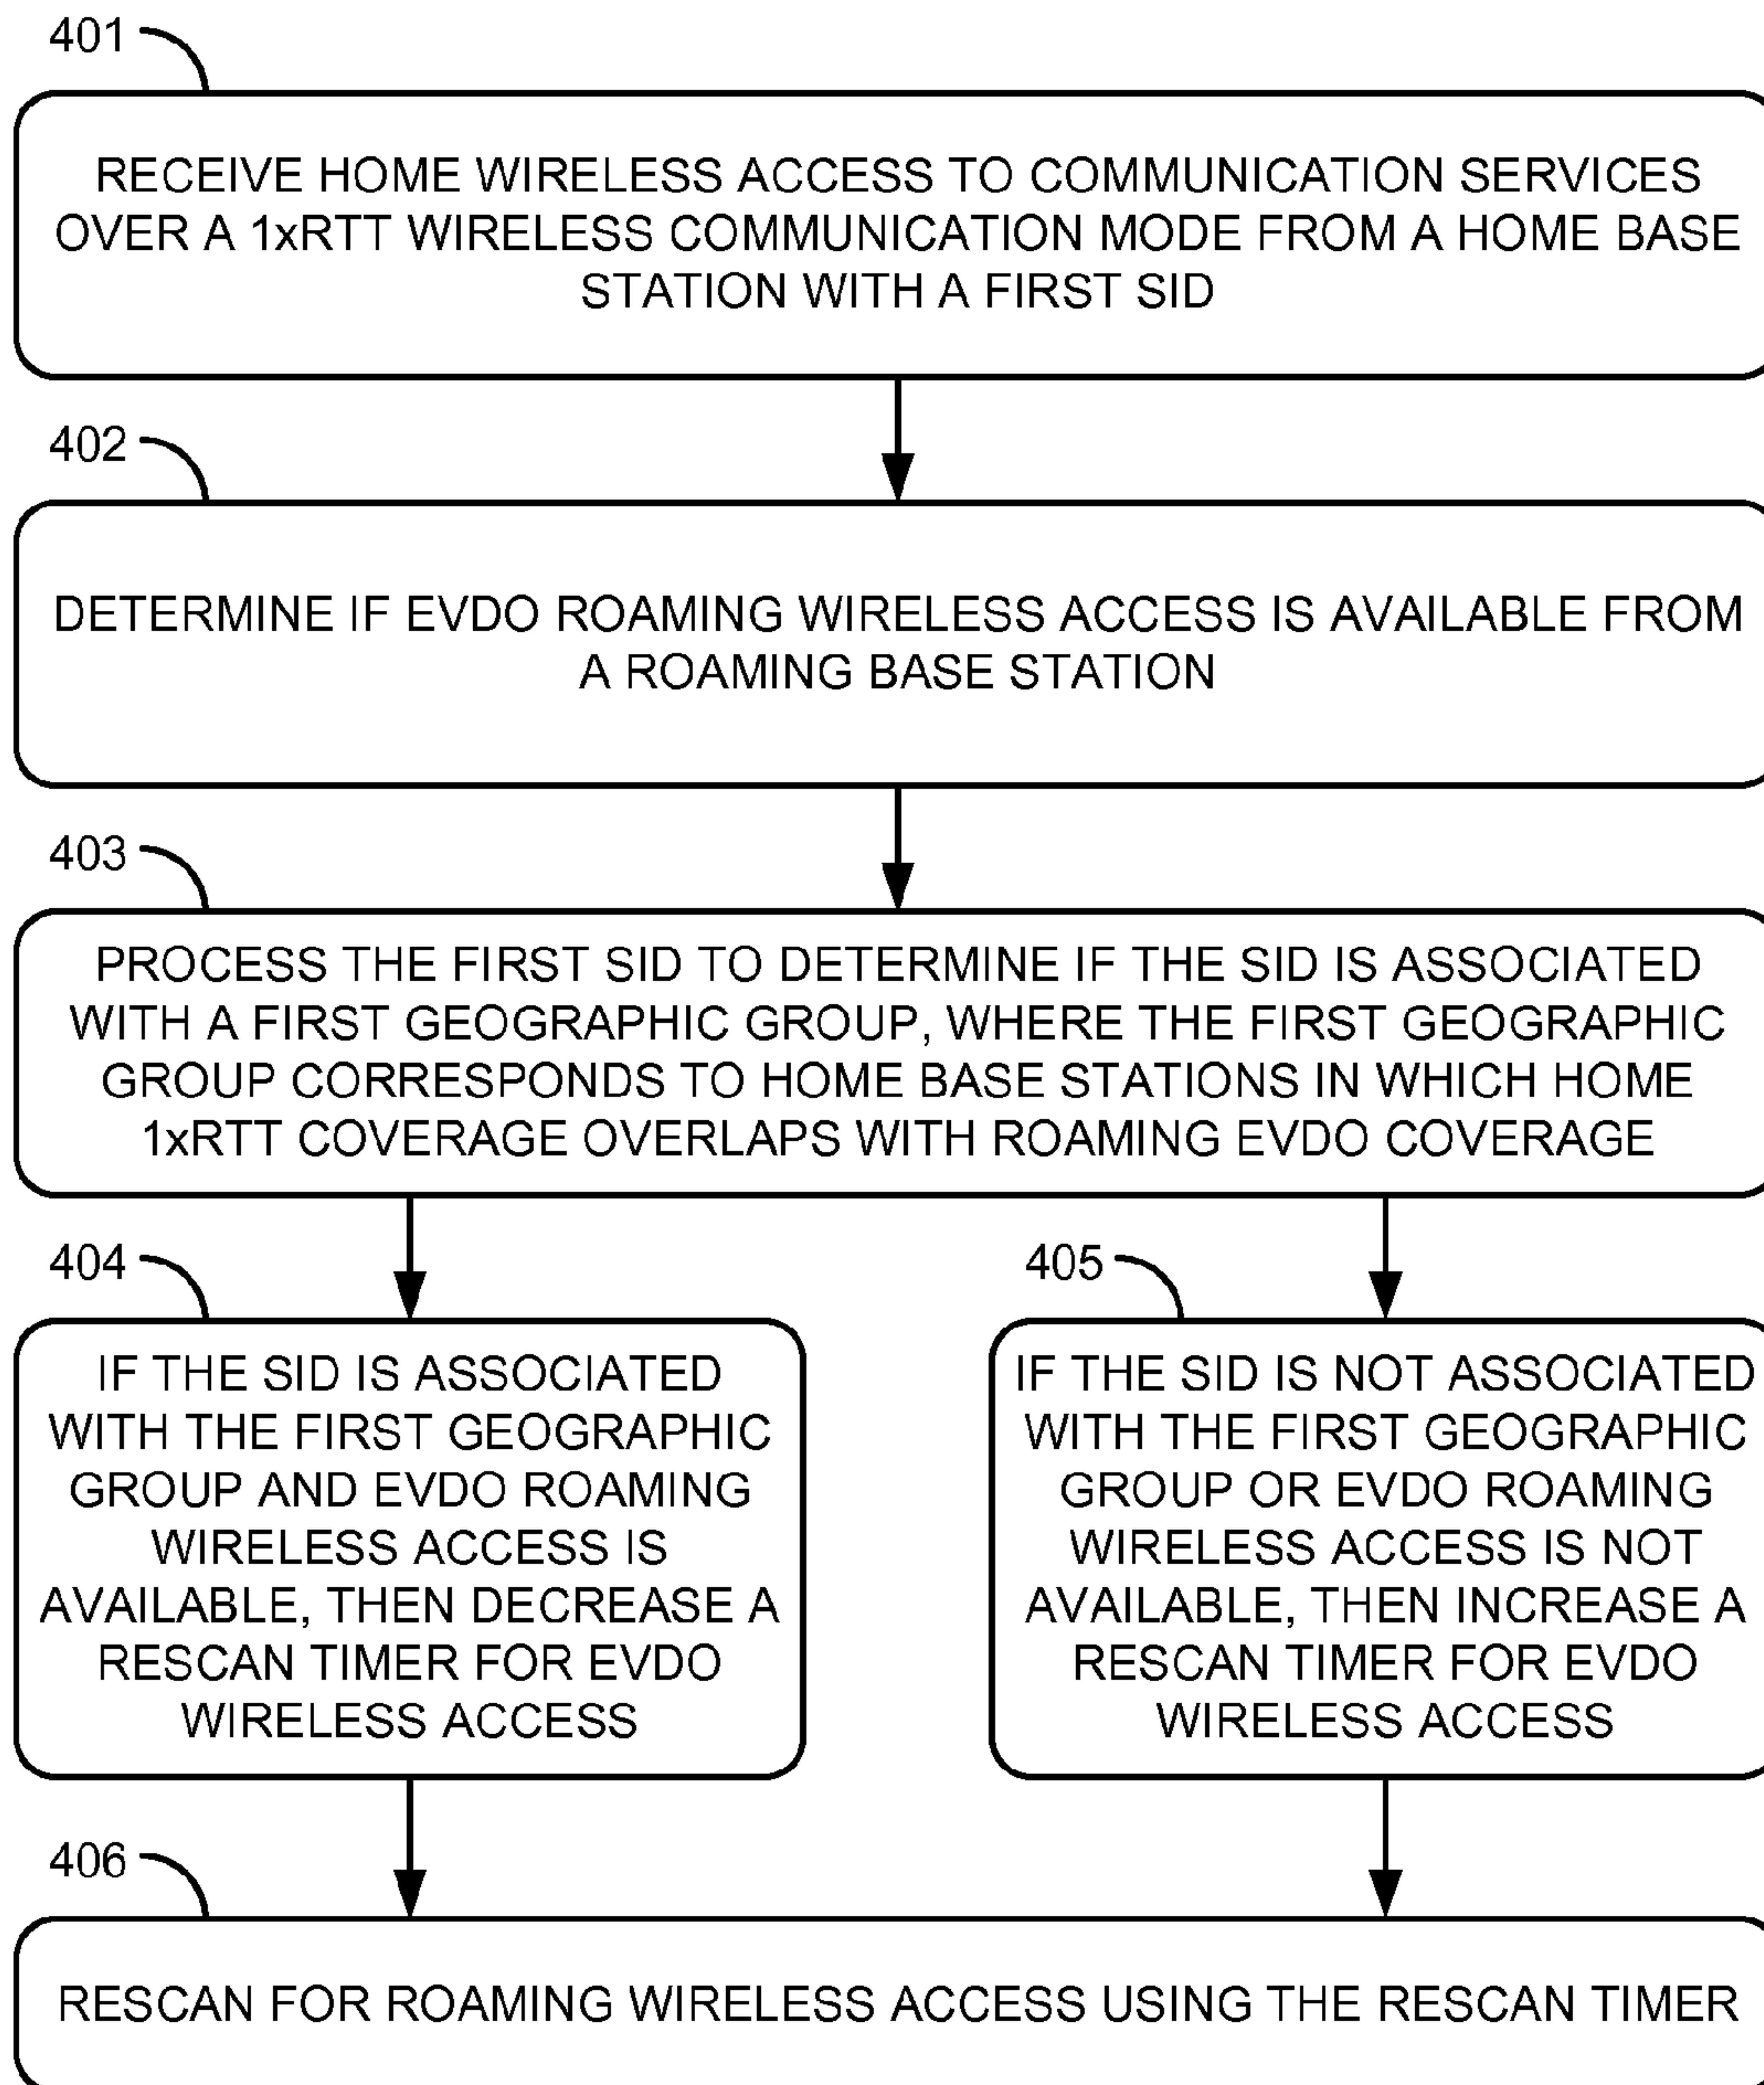 401
RECEIVE HOME WIRELESS ACCESS TO COMMUNICATION SERVICES
OVER A 1xRTT WIRELESS COMMUNICATION MODE FROM A HOME BASE
STATION WITH A FIRST SID
402
DETERMINE IF EVDO ROAMING WIRELESS ACCESS IS AVAILABLE FROM
A ROAMING BASE STATION
403
PROCESS THE FIRST SID TO DETERMINE IF THE SID IS ASSOCIATED
WITH A FIRST GEOGRAPHIC GROUP, WHERE THE FIRST GEOGRAPHIC
GROUP CORRESPONDS TO HOME BASE STATIONS IN WHICH HOME
1xRTT COVERAGE OVERLAPS WITH ROAMING EVDO COVERAGE
404
IF THE SID IS ASSOCIATED
WITH THE FIRST GEOGRAPHIC
GROUP AND EVDO ROAMING
WIRELESS ACCESS IS
AVAILABLE, THEN DECREASE A
RESCAN TIMER FOR EVDO
WIRELESS ACCESS
405
IF THE SID IS NOT ASSOCIATED
WITH THE FIRST GEOGRAPHIC
GROUP OR EVDO ROAMING
WIRELESS ACCESS IS NOT
AVAILABLE, THEN INCREASE A
RESCAN TIMER FOR EVDO
WIRELESS ACCESS
406
RESCAN FOR ROAMING WIRELESS ACCESS USING THE RESCAN TIMER